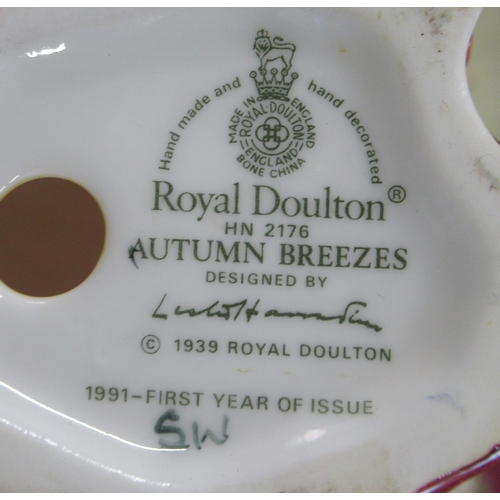 Hand made and hand decorated
MADE IN ENGLAND
ROYAL DOULTON
ENGLAND
BONE CHINA
Royal Doulton®
HN 2176
AUTUMN BREEZES
DESIGNED BY
© 1939 ROYAL DOULTON
1991-FIRST YEAR OF ISSUE
SW